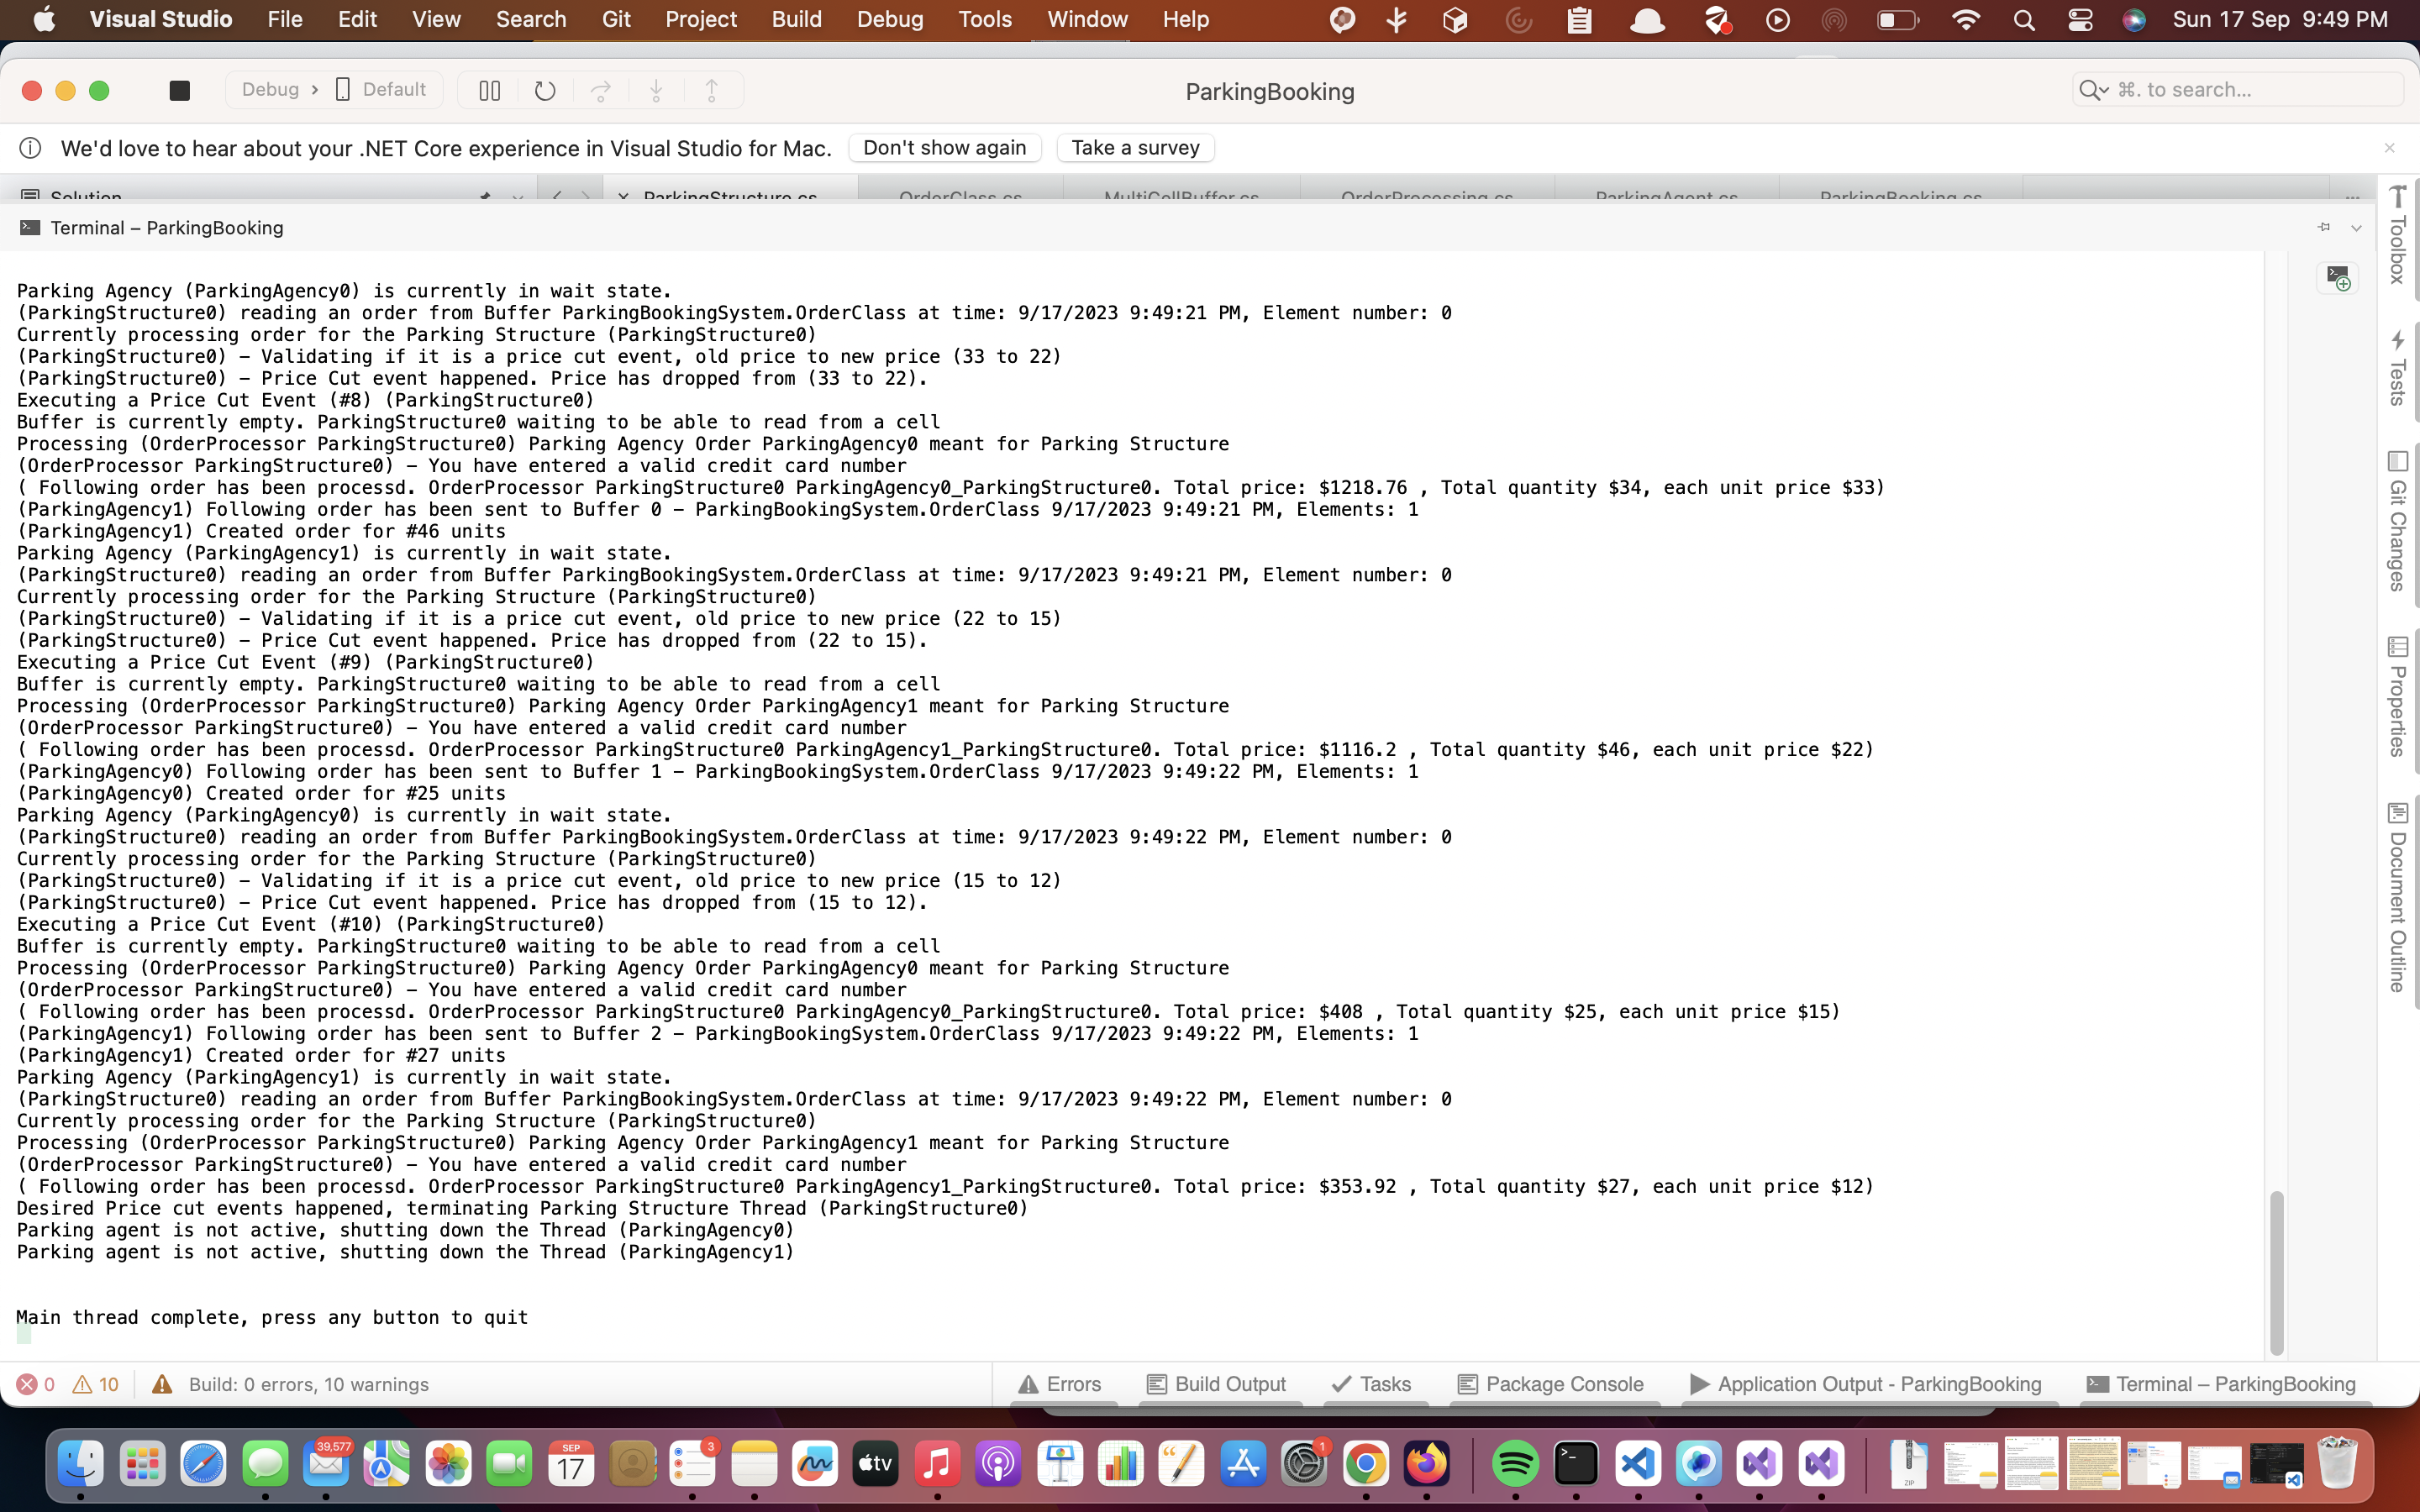 Visual Studio File Edit View Search Git Project Build Debug Tools Window Help Sun 17 Sep 9:49 PM
Debug › Default ParkingBooking ⌘. to search...
We'd love to hear about your .NET Core experience in Visual Studio for Mac. Don't show again Take a survey
Solution ParkingStructure.cs OrderClass.cs MultiCellBuffer.cs OrderProcessing.cs ParkingAgent.cs ParkingBooking.cs
Terminal – ParkingBooking
Parking Agency (ParkingAgency0) is currently in wait state.
(ParkingStructure0) reading an order from Buffer ParkingBookingSystem.OrderClass at time: 9/17/2023 9:49:21 PM, Element number: 0
Currently processing order for the Parking Structure (ParkingStructure0)
(ParkingStructure0) – Validating if it is a price cut event, old price to new price (33 to 22)
(ParkingStructure0) – Price Cut event happened. Price has dropped from (33 to 22).
Executing a Price Cut Event (#8) (ParkingStructure0)
Buffer is currently empty. ParkingStructure0 waiting to be able to read from a cell
Processing (OrderProcessor ParkingStructure0) Parking Agency Order ParkingAgency0 meant for Parking Structure
(OrderProcessor ParkingStructure0) – You have entered a valid credit card number
( Following order has been processd. OrderProcessor ParkingStructure0 ParkingAgency0_ParkingStructure0. Total price: $1218.76 , Total quantity $34, each unit price $33)
(ParkingAgency1) Following order has been sent to Buffer 0 – ParkingBookingSystem.OrderClass 9/17/2023 9:49:21 PM, Elements: 1
(ParkingAgency1) Created order for #46 units
Parking Agency (ParkingAgency1) is currently in wait state.
(ParkingStructure0) reading an order from Buffer ParkingBookingSystem.OrderClass at time: 9/17/2023 9:49:21 PM, Element number: 0
Currently processing order for the Parking Structure (ParkingStructure0)
(ParkingStructure0) – Validating if it is a price cut event, old price to new price (22 to 15)
(ParkingStructure0) – Price Cut event happened. Price has dropped from (22 to 15).
Executing a Price Cut Event (#9) (ParkingStructure0)
Buffer is currently empty. ParkingStructure0 waiting to be able to read from a cell
Processing (OrderProcessor ParkingStructure0) Parking Agency Order ParkingAgency1 meant for Parking Structure
(OrderProcessor ParkingStructure0) – You have entered a valid credit card number
( Following order has been processd. OrderProcessor ParkingStructure0 ParkingAgency1_ParkingStructure0. Total price: $1116.2 , Total quantity $46, each unit price $22)
(ParkingAgency0) Following order has been sent to Buffer 1 – ParkingBookingSystem.OrderClass 9/17/2023 9:49:22 PM, Elements: 1
(ParkingAgency0) Created order for #25 units
Parking Agency (ParkingAgency0) is currently in wait state.
(ParkingStructure0) reading an order from Buffer ParkingBookingSystem.OrderClass at time: 9/17/2023 9:49:22 PM, Element number: 0
Currently processing order for the Parking Structure (ParkingStructure0)
(ParkingStructure0) – Validating if it is a price cut event, old price to new price (15 to 12)
(ParkingStructure0) – Price Cut event happened. Price has dropped from (15 to 12).
Executing a Price Cut Event (#10) (ParkingStructure0)
Buffer is currently empty. ParkingStructure0 waiting to be able to read from a cell
Processing (OrderProcessor ParkingStructure0) Parking Agency Order ParkingAgency0 meant for Parking Structure
(OrderProcessor ParkingStructure0) – You have entered a valid credit card number
( Following order has been processd. OrderProcessor ParkingStructure0 ParkingAgency0_ParkingStructure0. Total price: $408 , Total quantity $25, each unit price $15)
(ParkingAgency1) Following order has been sent to Buffer 2 – ParkingBookingSystem.OrderClass 9/17/2023 9:49:22 PM, Elements: 1
(ParkingAgency1) Created order for #27 units
Parking Agency (ParkingAgency1) is currently in wait state.
(ParkingStructure0) reading an order from Buffer ParkingBookingSystem.OrderClass at time: 9/17/2023 9:49:22 PM, Element number: 0
Currently processing order for the Parking Structure (ParkingStructure0)
Processing (OrderProcessor ParkingStructure0) Parking Agency Order ParkingAgency1 meant for Parking Structure
(OrderProcessor ParkingStructure0) – You have entered a valid credit card number
( Following order has been processd. OrderProcessor ParkingStructure0 ParkingAgency1_ParkingStructure0. Total price: $353.92 , Total quantity $27, each unit price $12)
Desired Price cut events happened, terminating Parking Structure Thread (ParkingStructure0)
Parking agent is not active, shutting down the Thread (ParkingAgency0)
Parking agent is not active, shutting down the Thread (ParkingAgency1)
Main thread complete, press any button to quit
Toolbox
Tests
Git Changes
Properties
Document Outline
0 10 Build: 0 errors, 10 warnings Errors Build Output Tasks Package Console Application Output - ParkingBooking Terminal – ParkingBooking
39,577 SEP 17 3 tv 1 ZIP